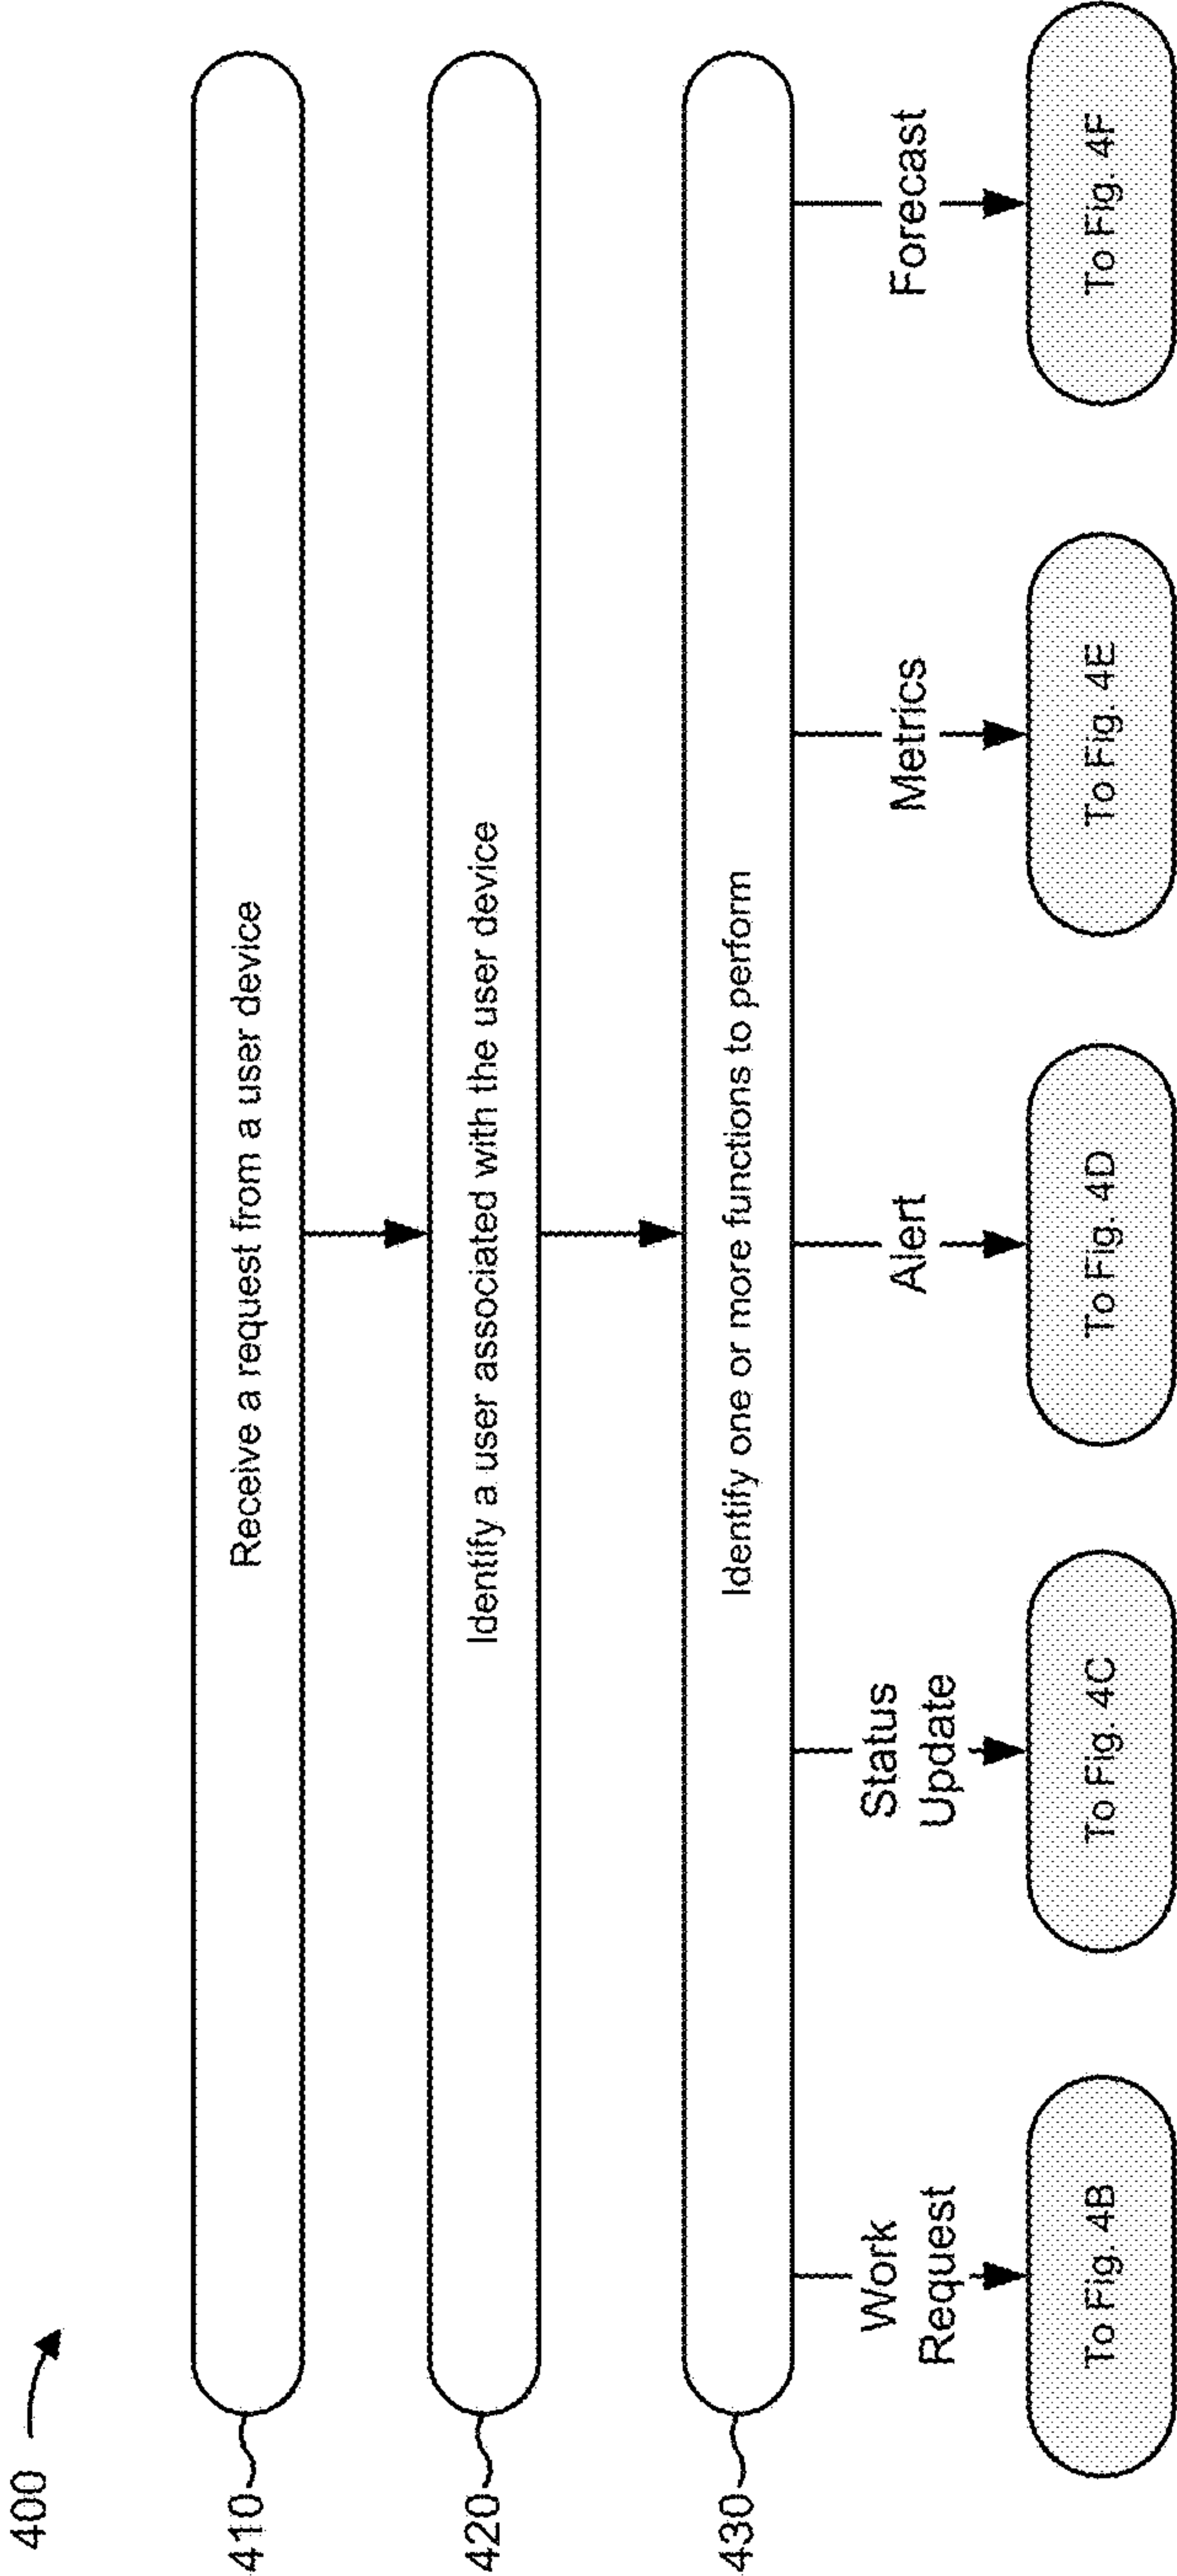 400
410
Receive a request from a user device
420
Identify a user associated with the user device
430
Identify one or more functions to perform
Work
Request
Status
Update
Alert
Metrics
Forecast
To Fig. 4B
To Fig. 4C
To Fig. 4D
To Fig. 4E
To Fig. 4F